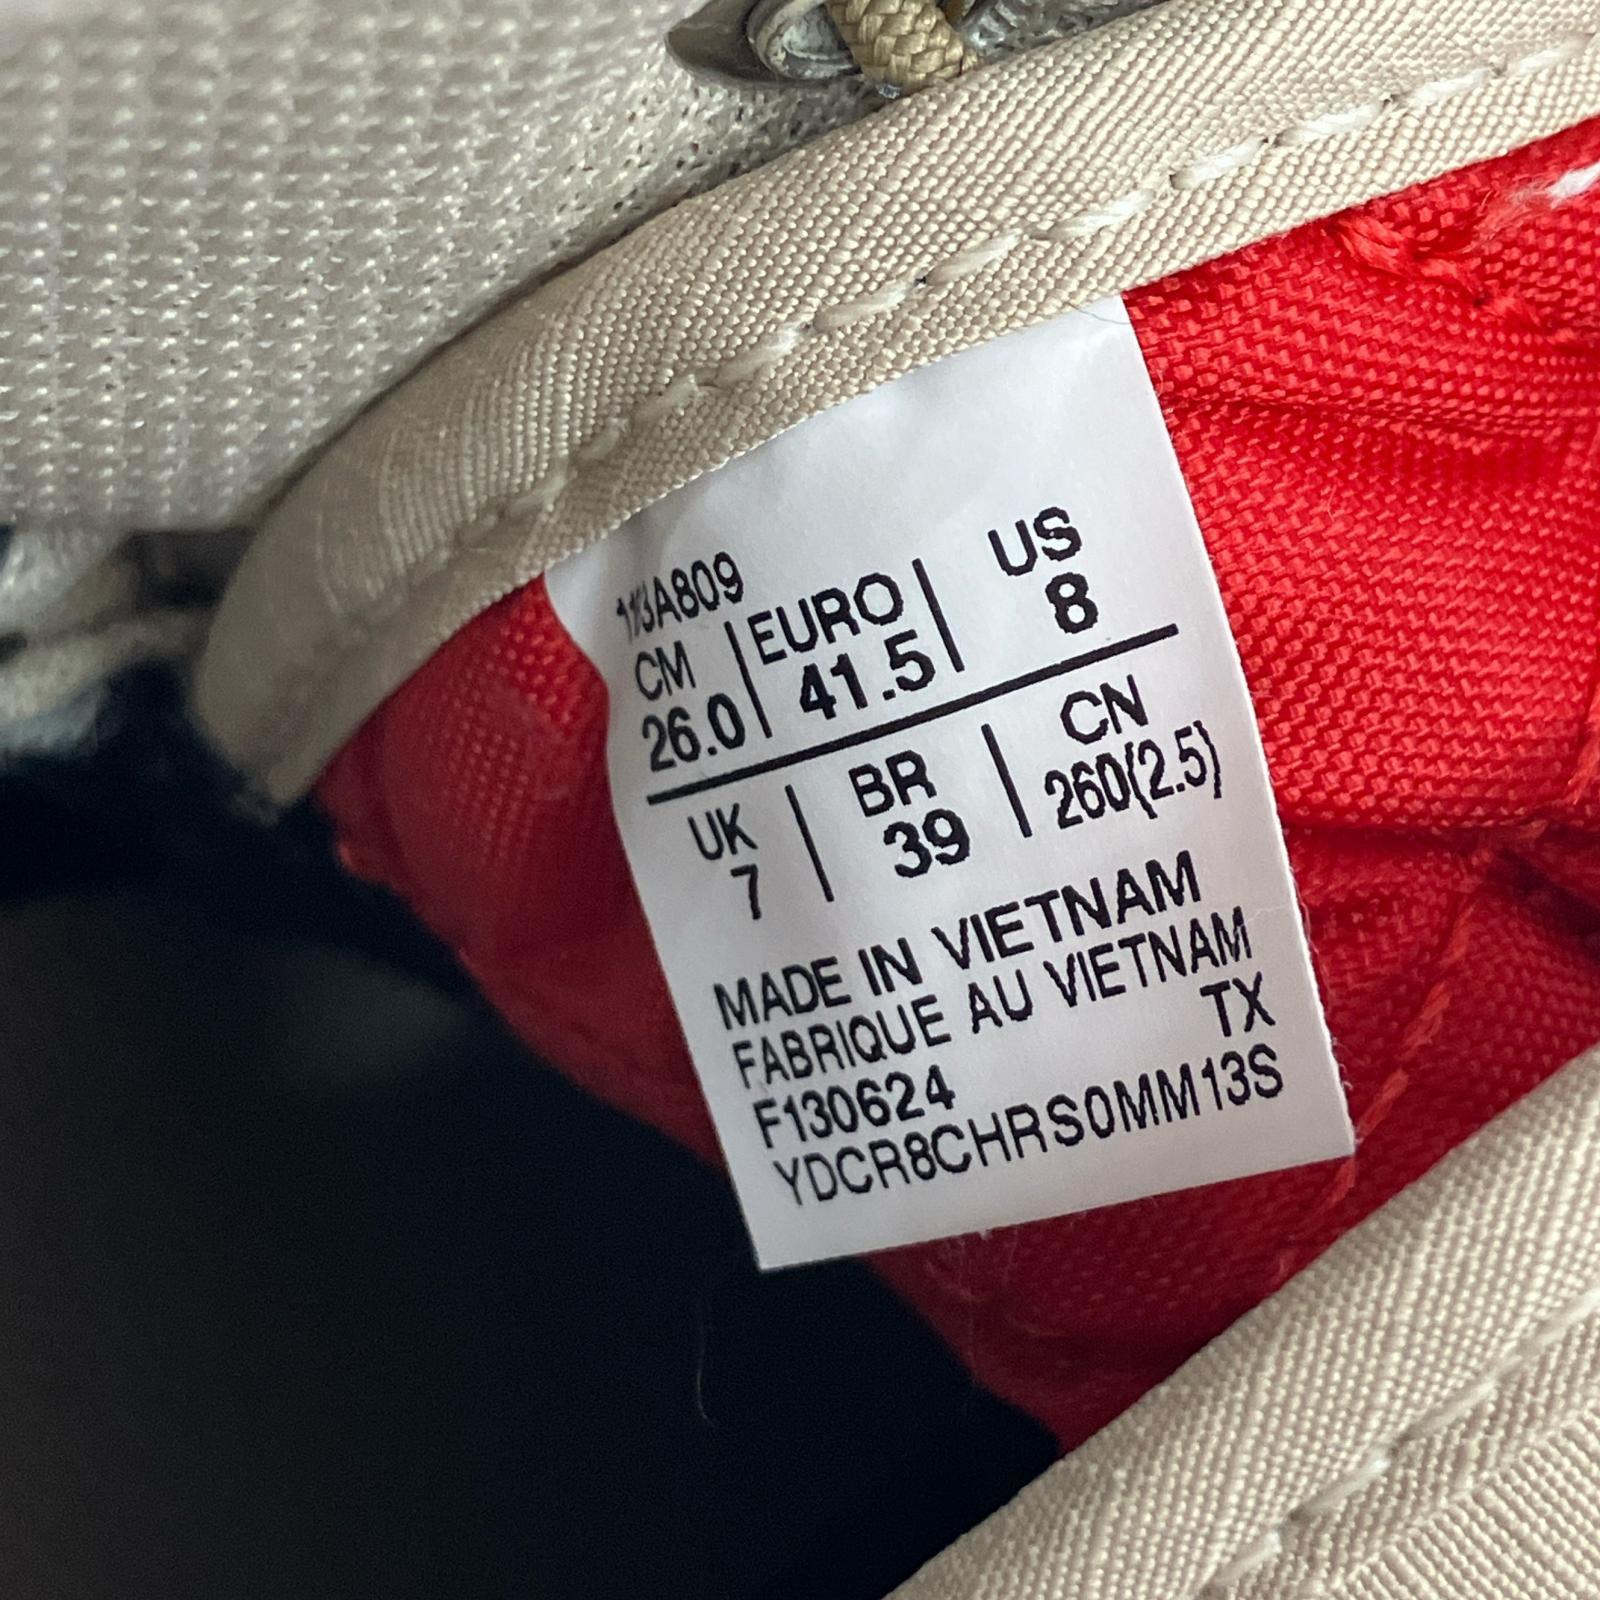 CM | EURO | US
26.0 | 41.5 | 8
UK | BR | CN
7 | 39 | 260(2.5)
MADE IN VIETNAM
FABRIQUE AU VIETNAM
TX
F130624
YDCR8CHRS0MM13S